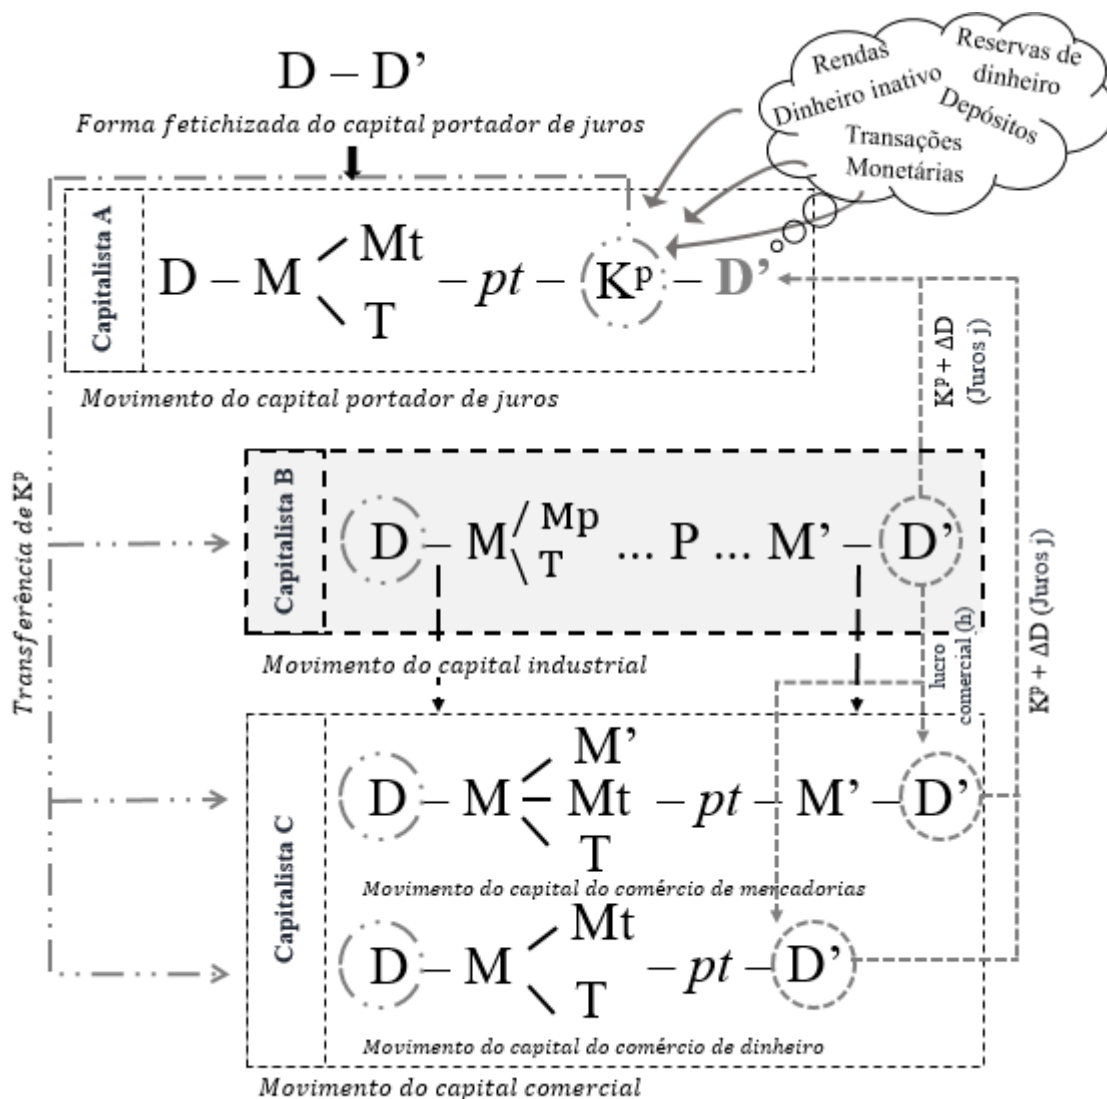 D – D’
Forma fetichizada do capital portador de juros
Rendas
Reservas de
dinheiro
Dinheiro inativo
Depósitos
Transações
Monetárias
Capitalista A
D – M
Mt
T
– pt – Kᵖ – D’
Movimento do capital portador de juros
Transferência de Kᵖ
Kᵖ + ΔD
(Juros j)
Capitalista B
D – M
Mp
T
... P ... M’ – D’
Movimento do capital industrial
lucro
comercial (h)
Kᵖ + ΔD (Juros j)
Capitalista C
M’
D – M – Mt – pt – M’ – D’
T
Movimento do capital do comércio de mercadorias
Mt
D – M – pt – D’
T
Movimento do capital do comércio de dinheiro
Movimento do capital comercial